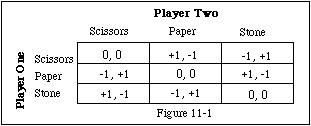 Player Two
Scissors Paper Stone
Player One
Scissors 0, 0 +1, -1 -1, +1
Paper -1, +1 0, 0 +1, -1
Stone +1, -1 -1, +1 0, 0
Figure 11-1